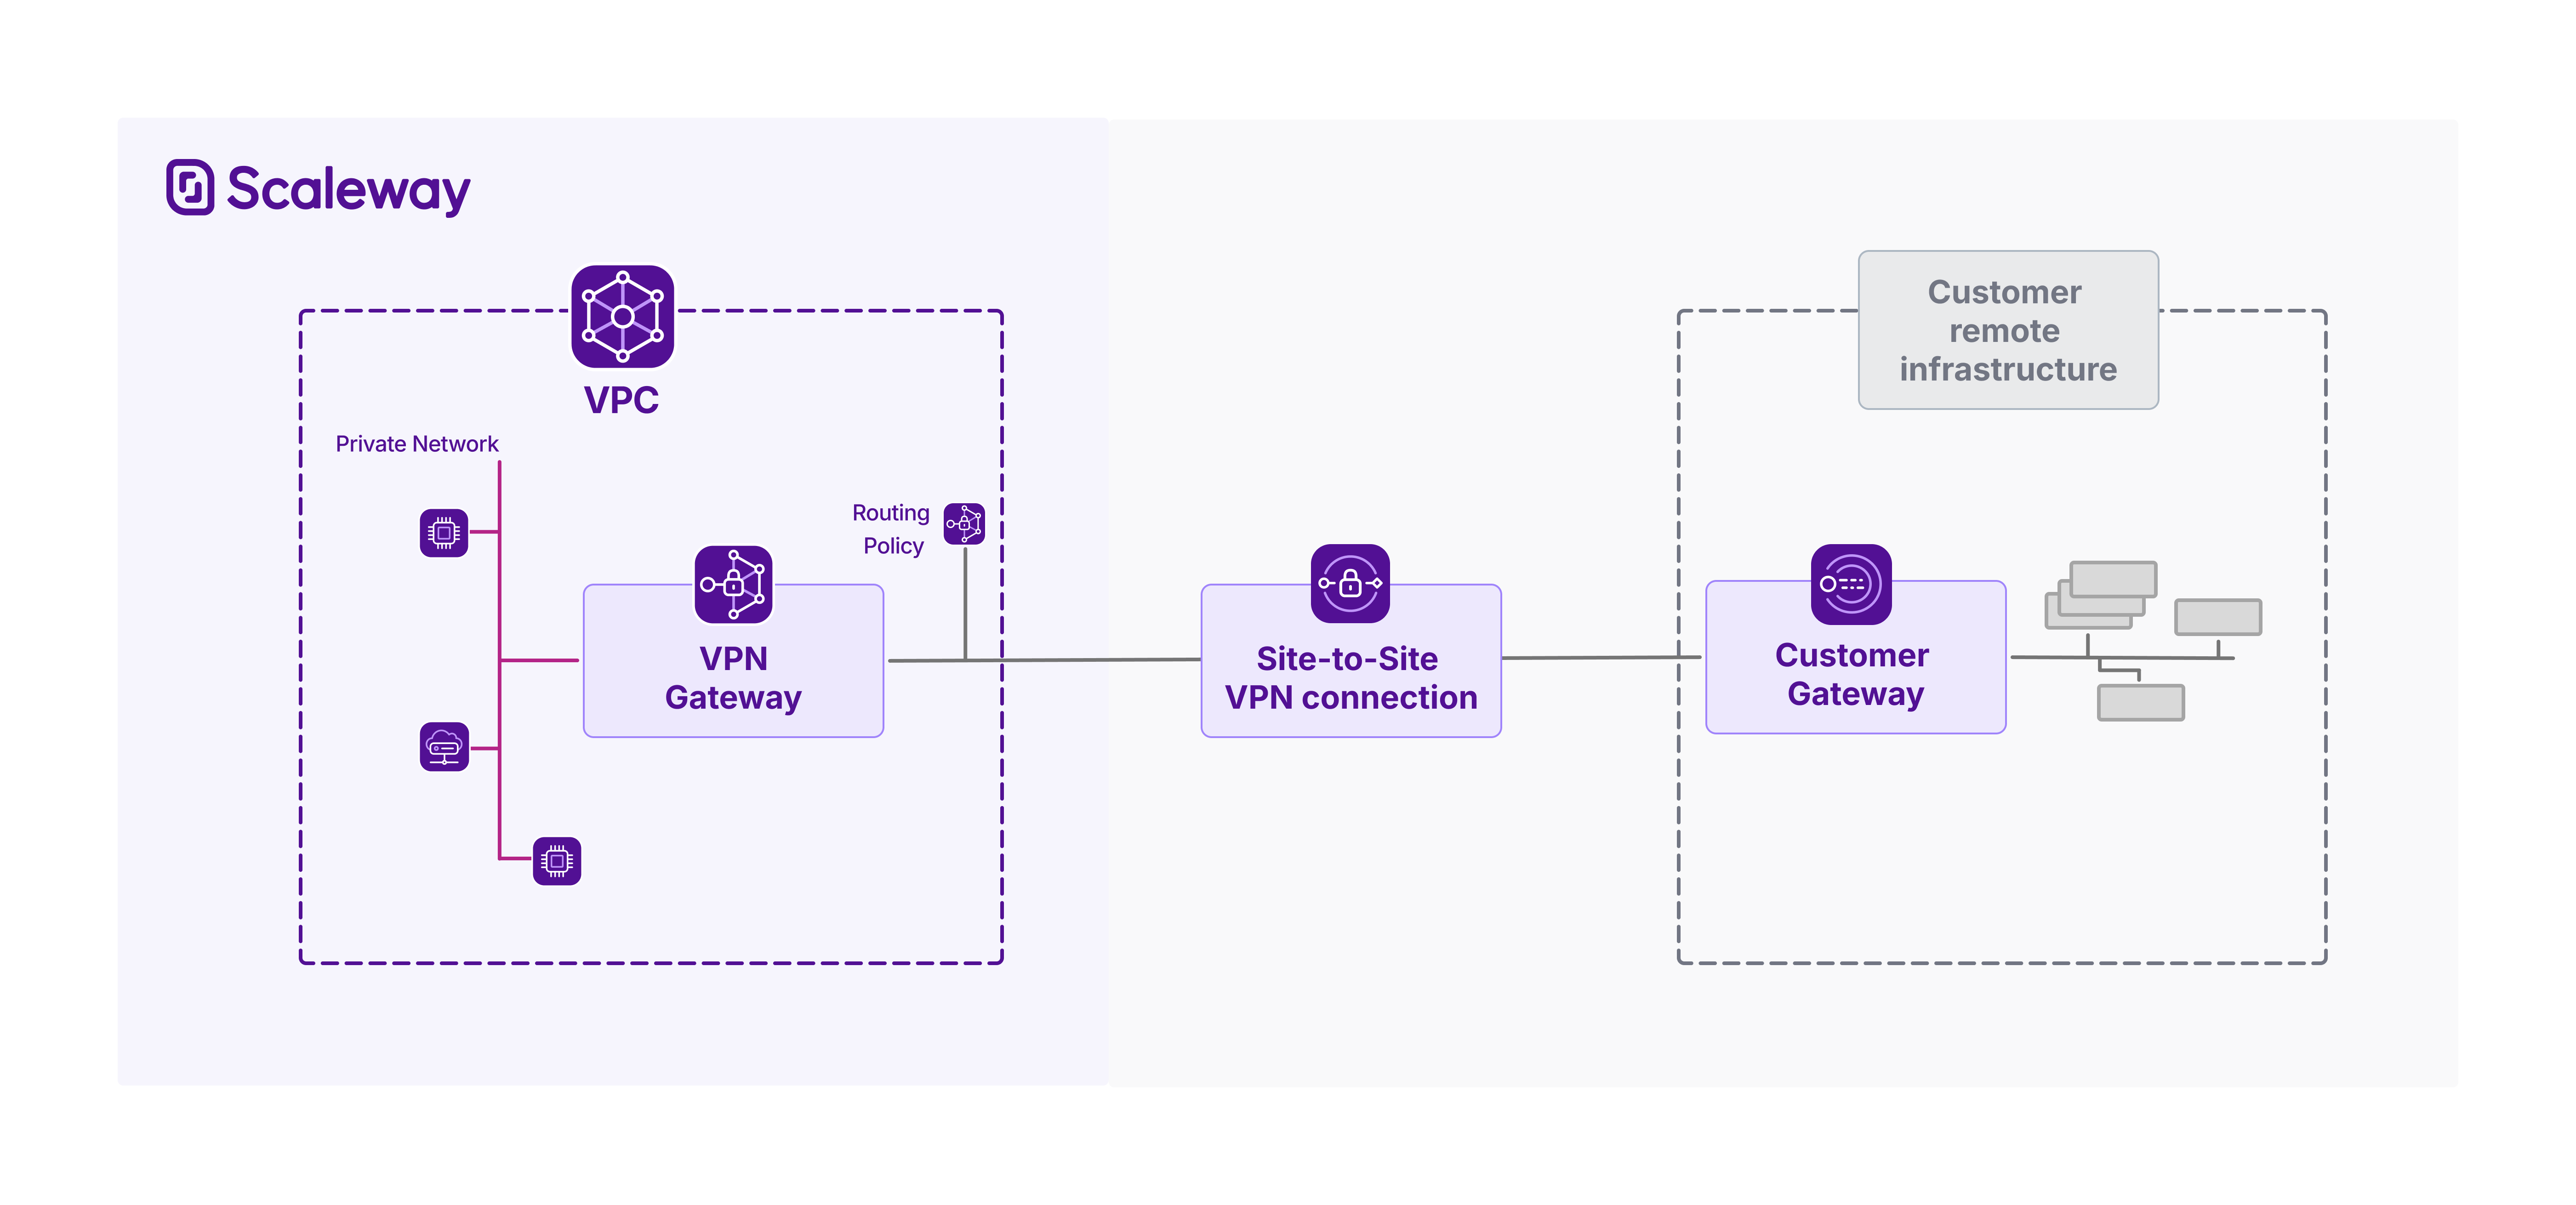 Scaleway
VPC
Private Network
Routing
Policy
VPN
Gateway
Site-to-Site
VPN connection
Customer
remote
infrastructure
Customer
Gateway